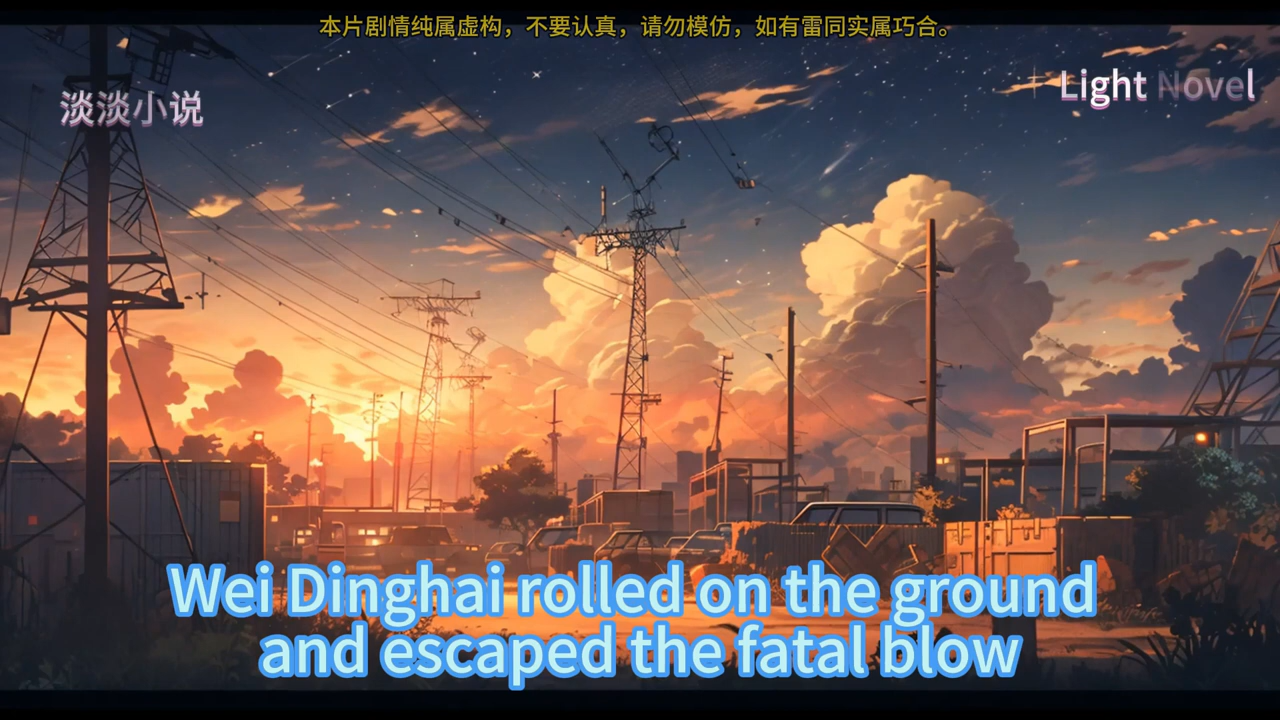 本片剧情纯属虚构，不要认真，请勿模仿，如有雷同实属巧合。
淡淡小说
Light Novel
Wei Dinghai rolled on the ground
and escaped the fatal blow